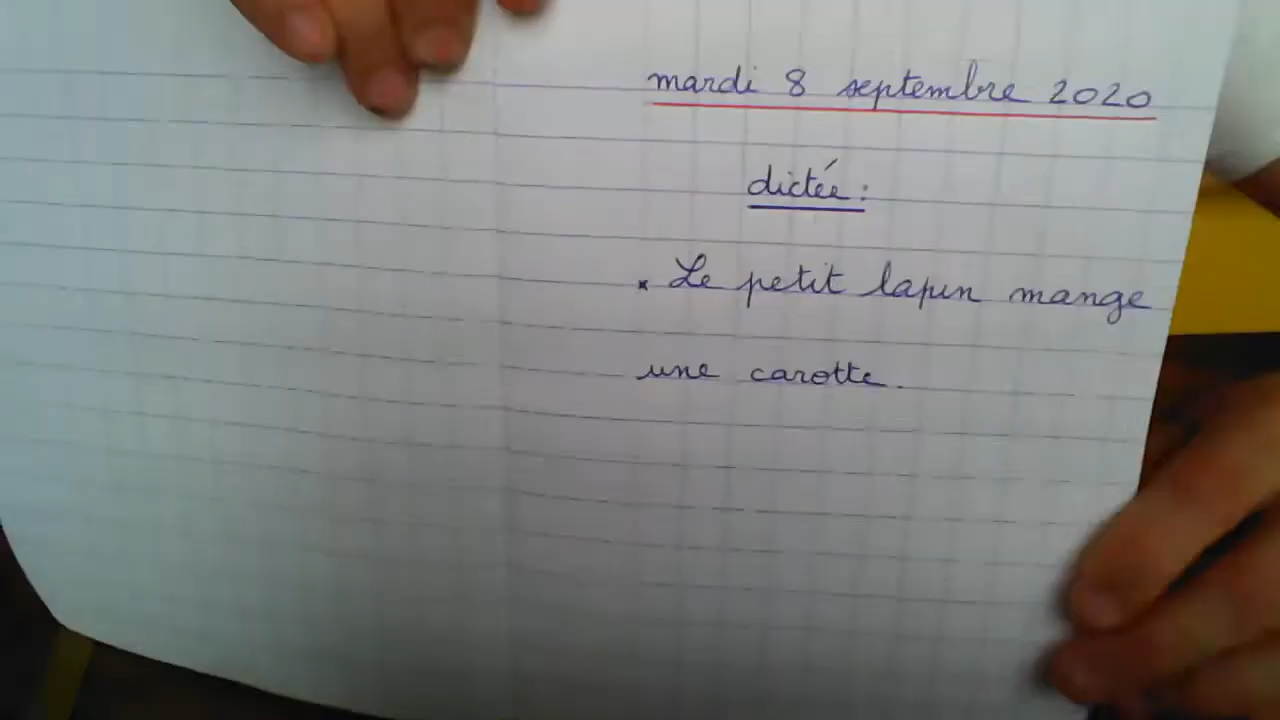 mardi 8 septembre 2020
dictée :
× Le petit lapin mange
une carotte.